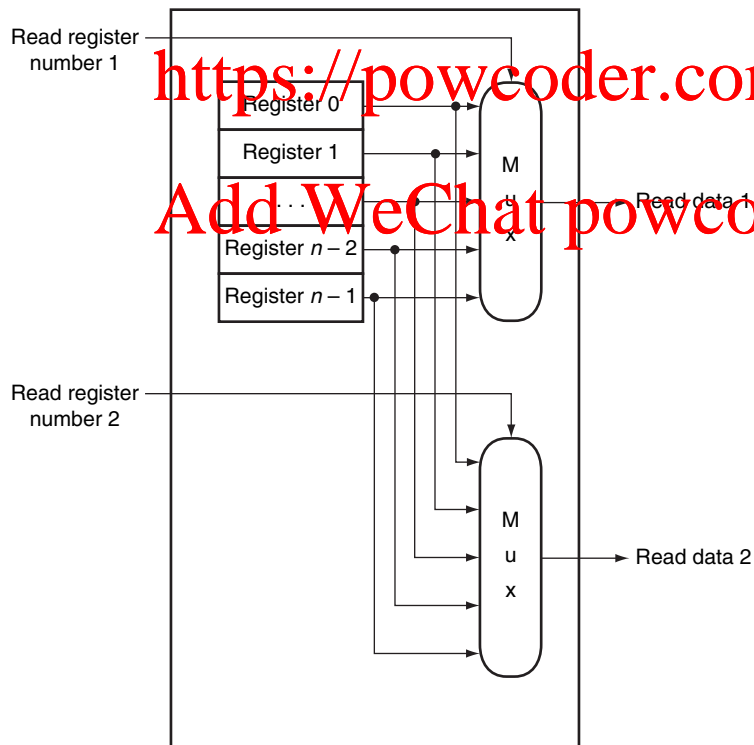 Read register
number 1
https://powcoder.com
Register 0
Register 1
. . .
Register n – 2
Register n – 1
M
u
x
Read data 1
Add WeChat powco
Read register
number 2
M
u
x
Read data 2